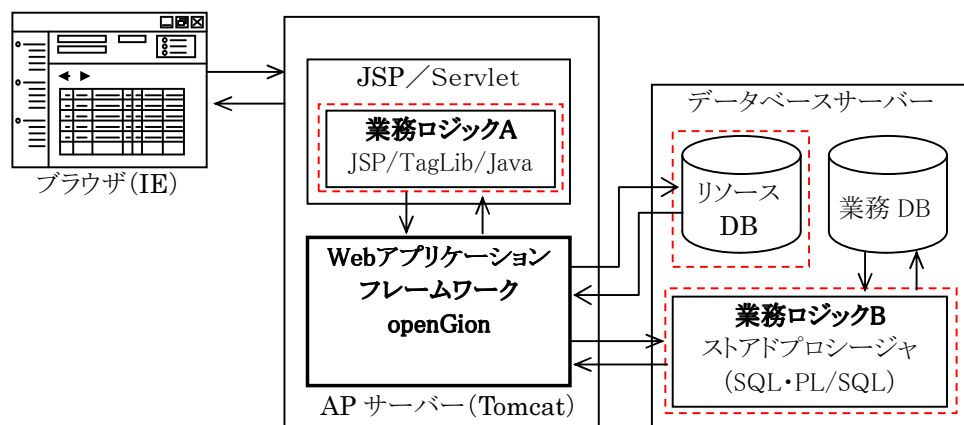 ブラウザ(IE)
JSP/Servlet
業務ロジックA
JSP/TagLib/Java
Webアプリケーション
フレームワーク
openGion
AP サーバー(Tomcat)
データベースサーバー
リソース
DB
業務 DB
業務ロジックB
ストアドプロシージャ
(SQL・PL/SQL)